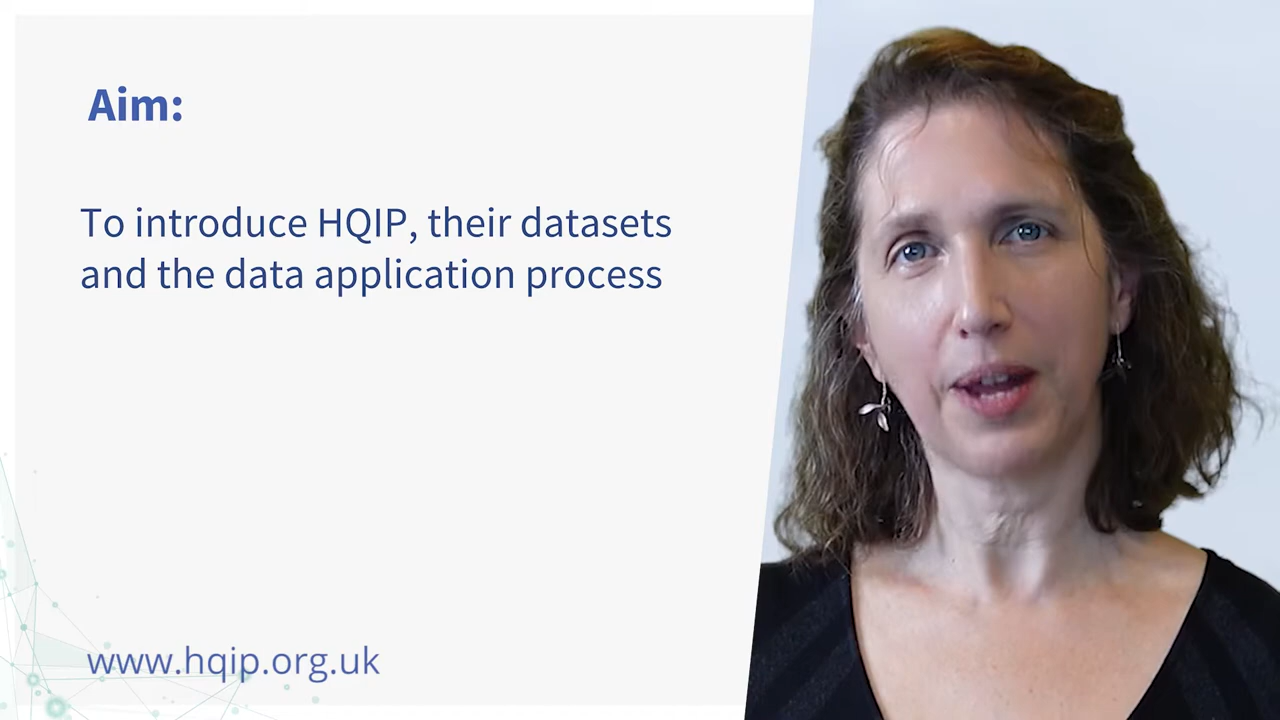 Aim:
To introduce HQIP, their datasets
and the data application process
www.hqip.org.uk